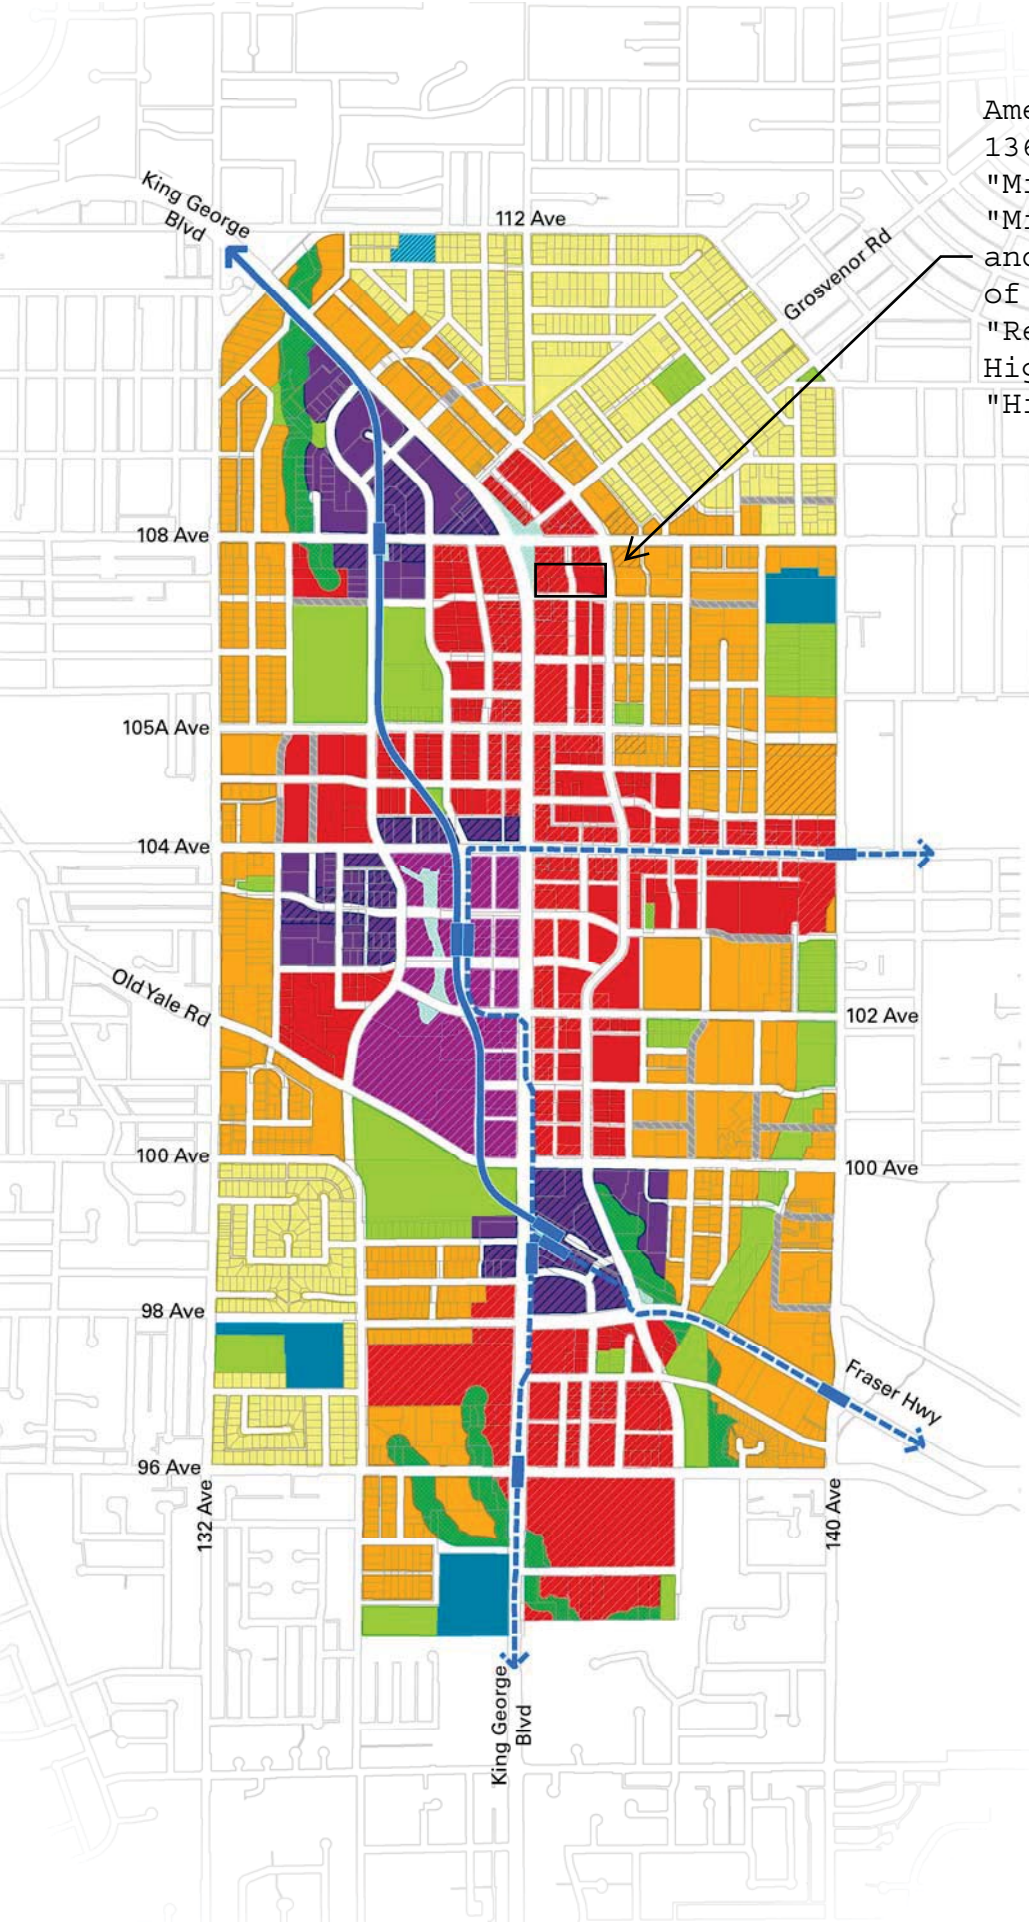 Ame
136
"Mi
"Mi
and
of
"Re
Hig
"Hi
King George
Blvd
112 Ave
Grosvenor Rd
108 Ave
105A Ave
104 Ave
Old Yale Rd
102 Ave
100 Ave
100 Ave
98 Ave
Fraser Hwy
96 Ave
132 Ave
140 Ave
King George
Blvd